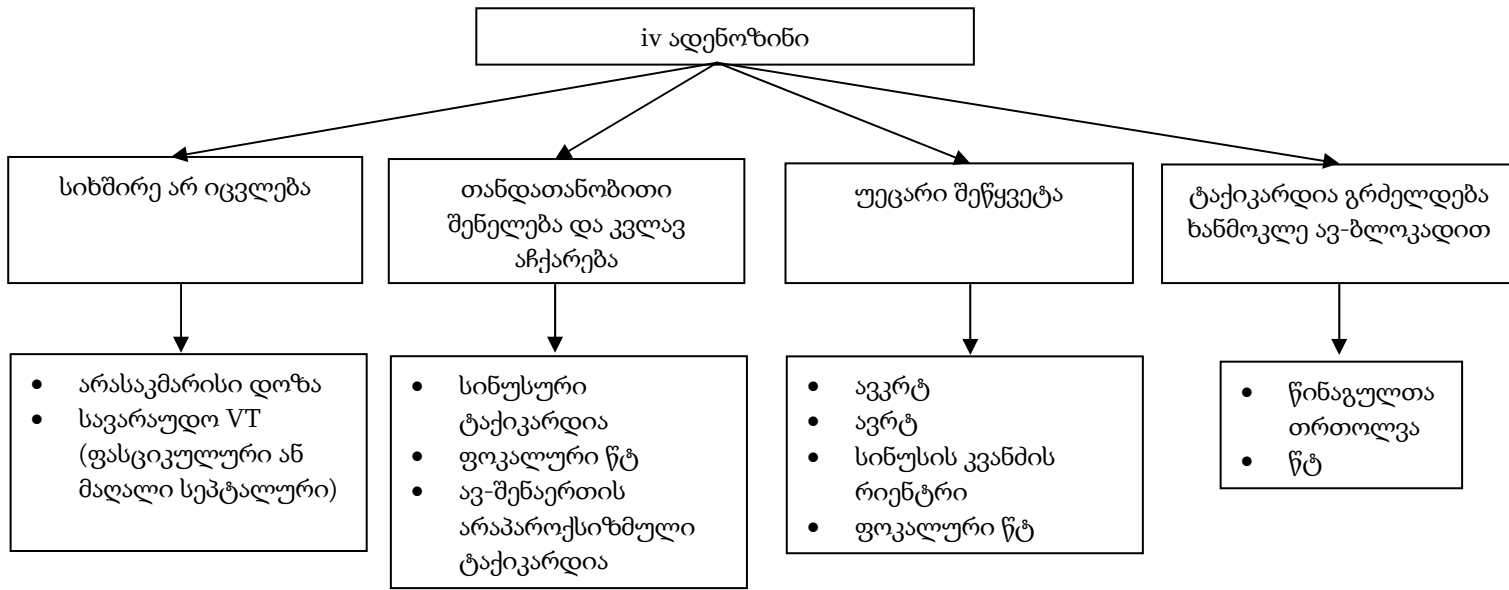 iv ადენოზინი
სიხშირე არ იცვლება
თანდათანობითი
შენელება და კვლავ
აჩქარება
უეცარი შეწყვეტა
ტაქიკარდია გრძელდება
ხანმოკლე ავ-ბლოკადით
• არასაკმარისი დოზა
• სავარაუდო VT
(ფასციკულური ან
მაღალი სეპტალური)
• სინუსური
ტაქიკარდია
• ფოკალური წტ
• ავ-შენაერთის
არაპაროქსიზმული
ტაქიკარდია
• ავკრტ
• ავრტ
• სინუსის კვანძის
რიენტრი
• ფოკალური წტ
• წინაგულთა
თრთოლვა
• წტ